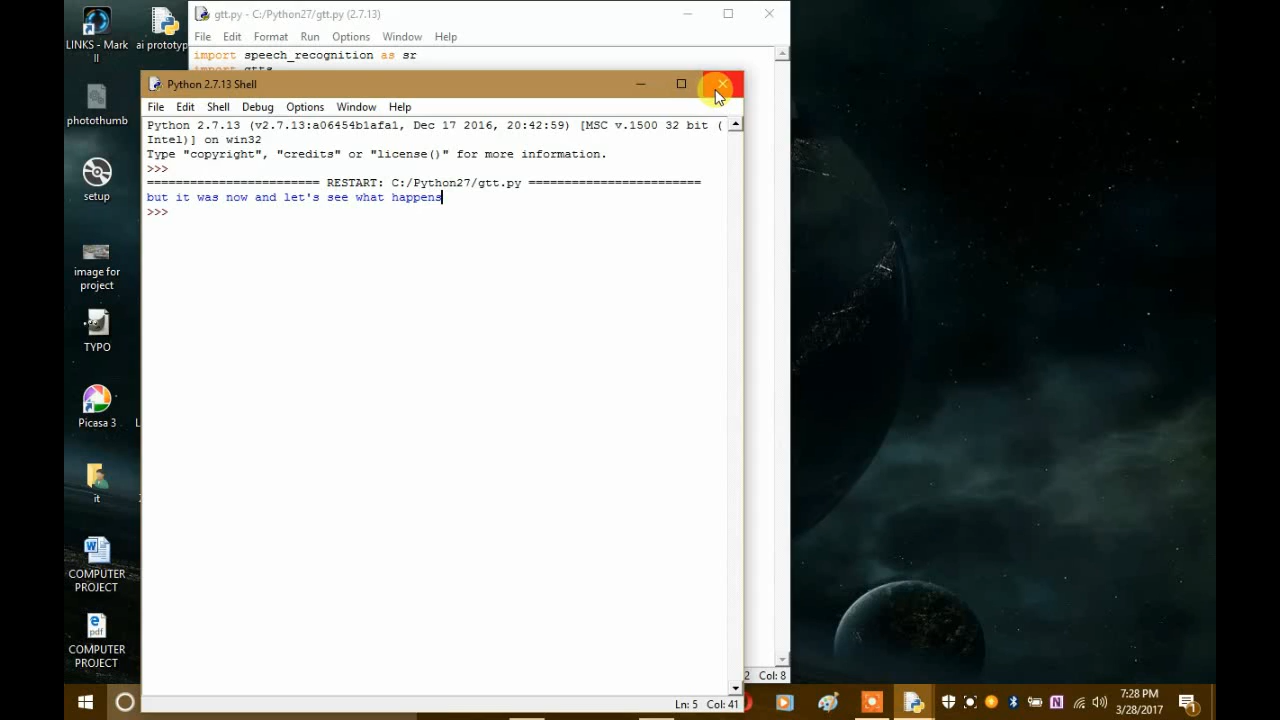 gtt.py - C:/Python27/gtt.py (2.7.13)
File Edit Format Run Options Window Help
import speech_recognition as sr
Python 2.7.13 Shell
File Edit Shell Debug Options Window Help
Python 2.7.13 (v2.7.13:a06454b1afa1, Dec 17 2016, 20:42:59) [MSC v.1500 32 bit (
Intel)] on win32
Type "copyright", "credits" or "license()" for more information.
>>>
======================== RESTART: C:/Python27/gtt.py ========================
but it was now and let's see what happens
>>>
Ln: 5 Col: 41
2 Col: 8
LINKS - Mark
II
ai prototyp
photothumb
setup
image for
project
TYPO
Picasa 3
it
COMPUTER
PROJECT
pdf
COMPUTER
PROJECT
7:28 PM
3/28/2017